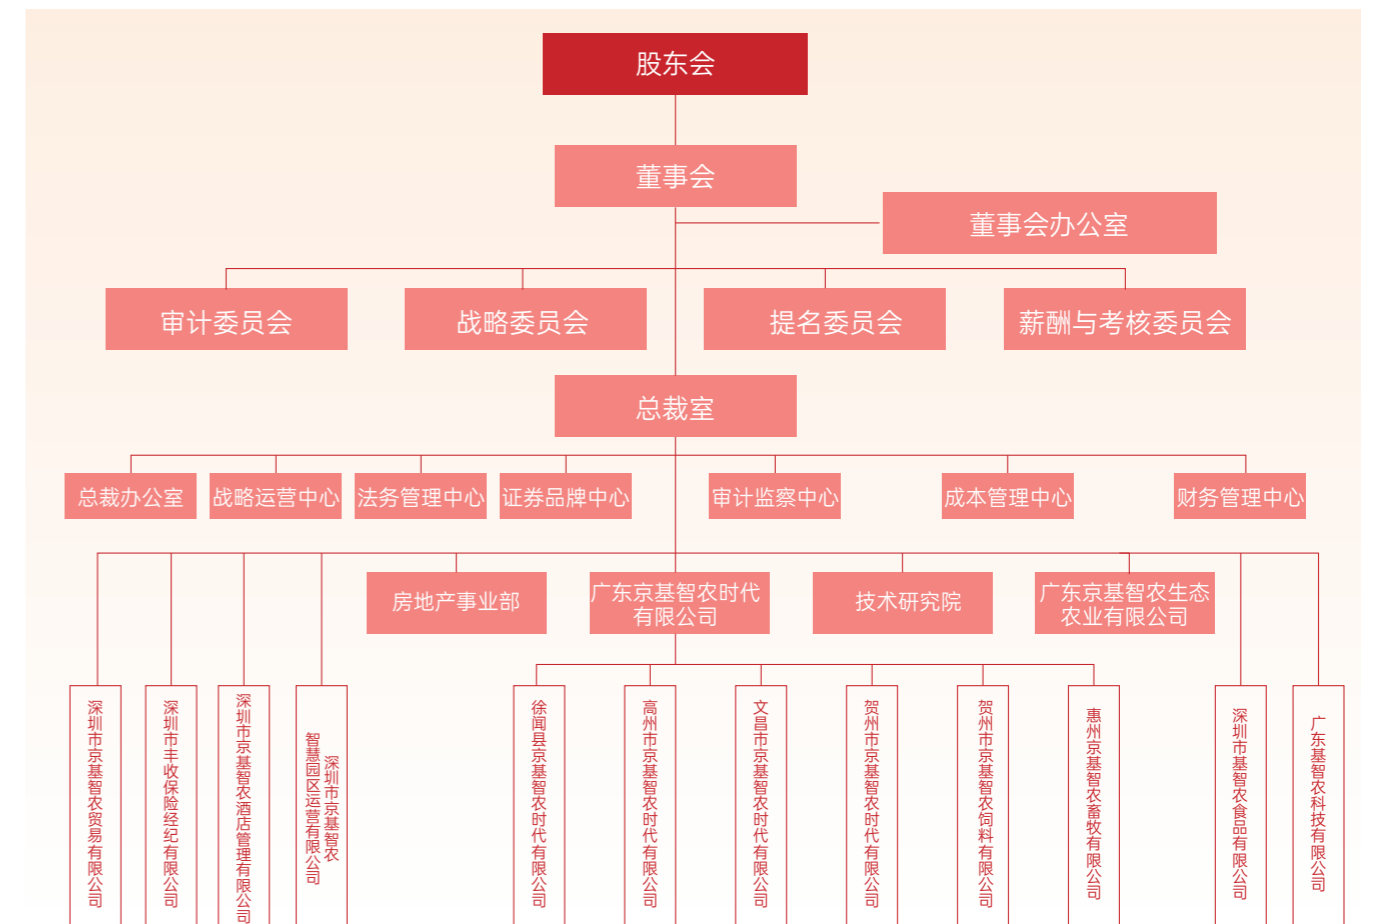 股东会
董事会
董事会办公室
审计委员会
战略委员会
提名委员会
薪酬与考核委员会
总裁室
总裁办公室
战略运营中心
法务管理中心
证券品牌中心
审计监察中心
成本管理中心
财务管理中心
房地产事业部
广东京基智农时代
有限公司
技术研究院
广东京基智农生态
农业有限公司
深圳市京基智农贸易有限公司
深圳市丰收保险经纪有限公司
深圳市京基智农酒店管理有限公司
深圳市京基智农
智慧园区运营有限公司
徐闻县京基智农时代有限公司
高州市京基智农时代有限公司
文昌市京基智农时代有限公司
贺州市京基智农时代有限公司
贺州市京基智农饲料有限公司
惠州京基智农畜牧有限公司
深圳市基智农食品有限公司
广东基智农科技有限公司